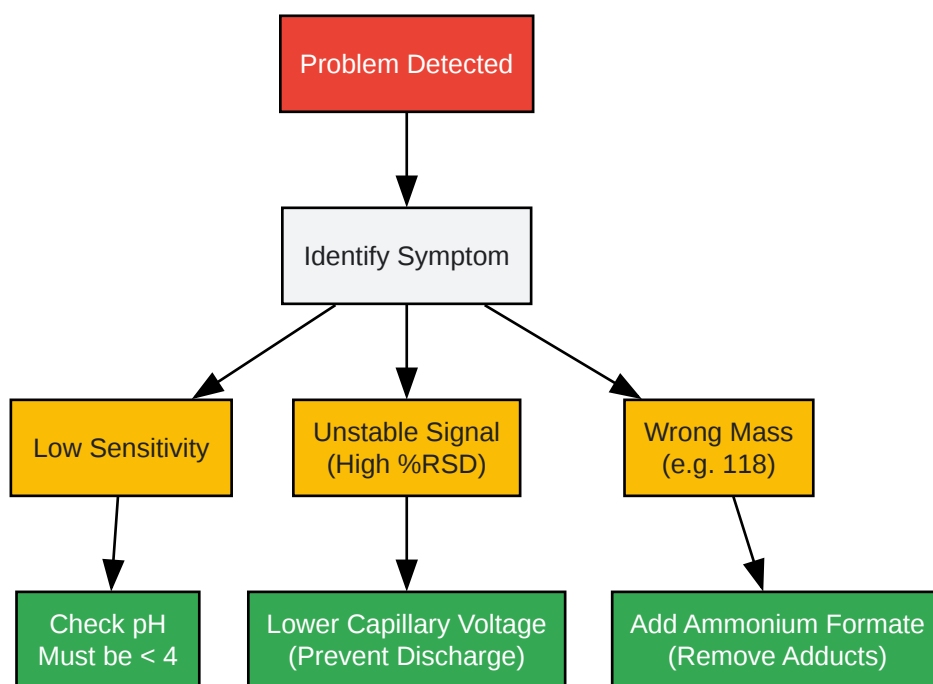 Problem Detected
Identify Symptom
Low Sensitivity
Unstable Signal
(High %RSD)
Wrong Mass
(e.g. 118)
Check pH
Must be < 4
Lower Capillary Voltage
(Prevent Discharge)
Add Ammonium Formate
(Remove Adducts)